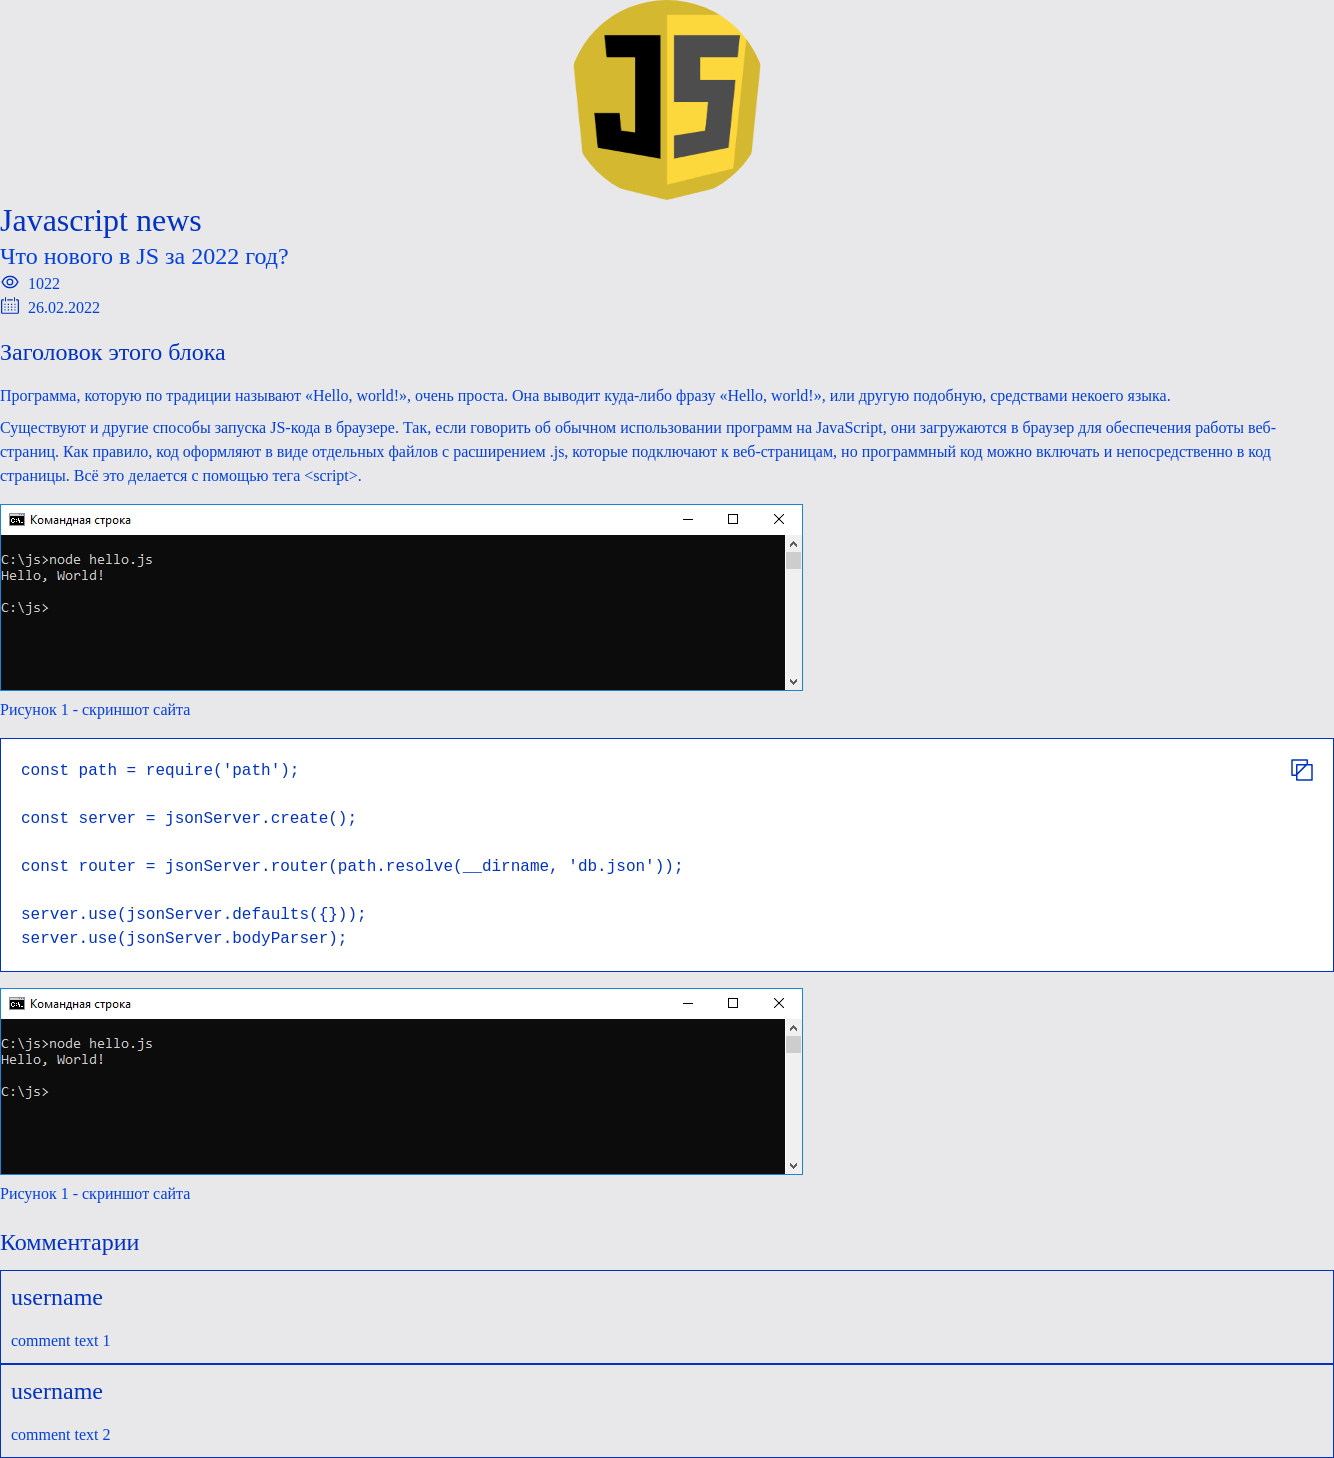 JS
Javascript news
Что нового в JS за 2022 год?
1022
26.02.2022
Заголовок этого блока
Программа, которую по традиции называют «Hello, world!», очень проста. Она выводит куда-либо фразу «Hello, world!», или другую подобную, средствами некоего языка.
Существуют и другие способы запуска JS-кода в браузере. Так, если говорить об обычном использовании программ на JavaScript, они загружаются в браузер для обеспечения работы веб-
страниц. Как правило, код оформляют в виде отдельных файлов с расширением .js, которые подключают к веб-страницам, но программный код можно включать и непосредственно в код
страницы. Всё это делается с помощью тега <script>.
Командная строка
C:\js>node hello.js
Hello, World!
C:\js>
Рисунок 1 - скриншот сайта
const path = require('path');
const server = jsonServer.create();
const router = jsonServer.router(path.resolve(__dirname, 'db.json'));
server.use(jsonServer.defaults({}));
server.use(jsonServer.bodyParser);
Командная строка
C:\js>node hello.js
Hello, World!
C:\js>
Рисунок 1 - скриншот сайта
Комментарии
username
comment text 1
username
comment text 2